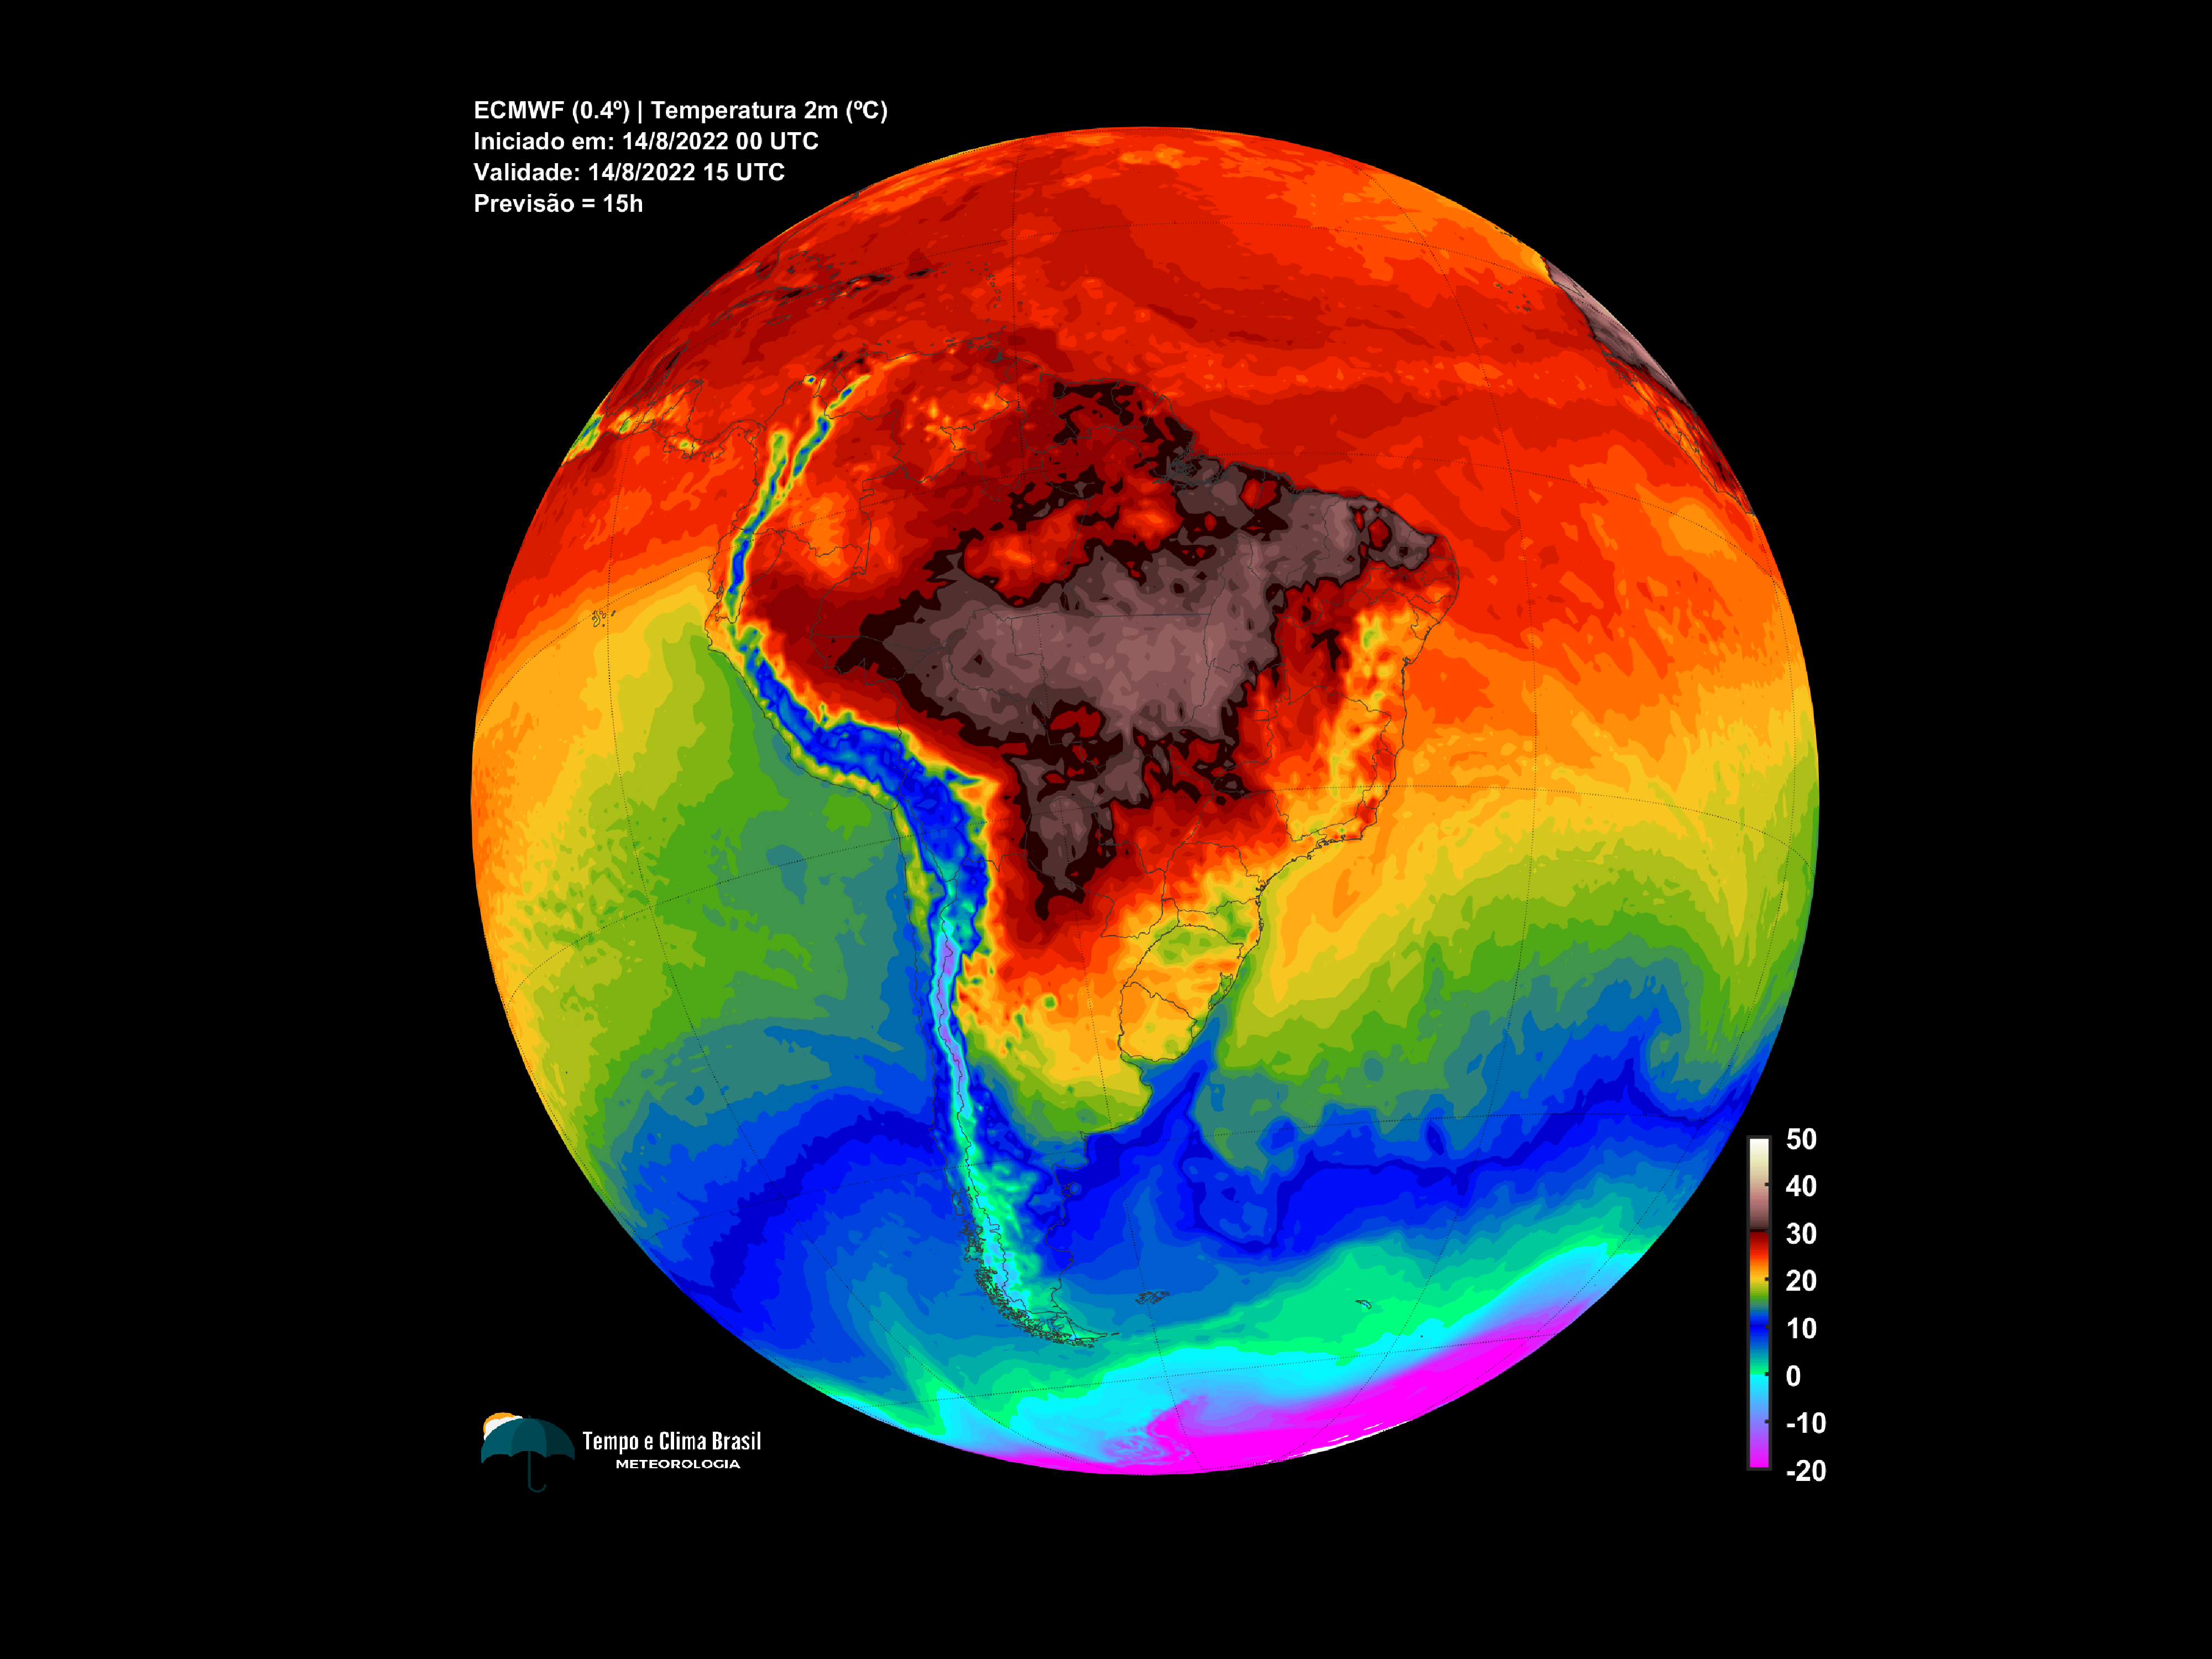 ECMWF (0.4º) | Temperatura 2m (ºC)
Iniciado em: 14/8/2022 00 UTC
Validade: 14/8/2022 15 UTC
Previsão = 15h
50
40
30
20
10
0
-10
-20
Tempo e Clima Brasil
METEOROLOGIA